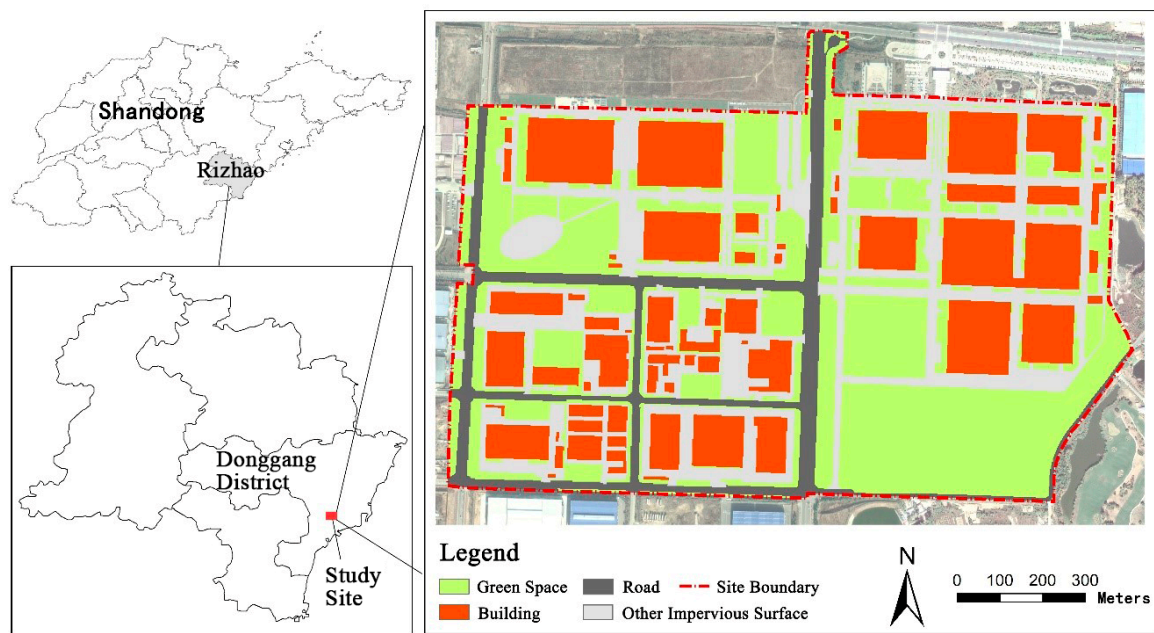 Shandong
Rizhao
Donggang
District
Study
Site
Legend
Green Space
Road
Site Boundary
Building
Other Impervious Surface
N
0 100 200 300
Meters